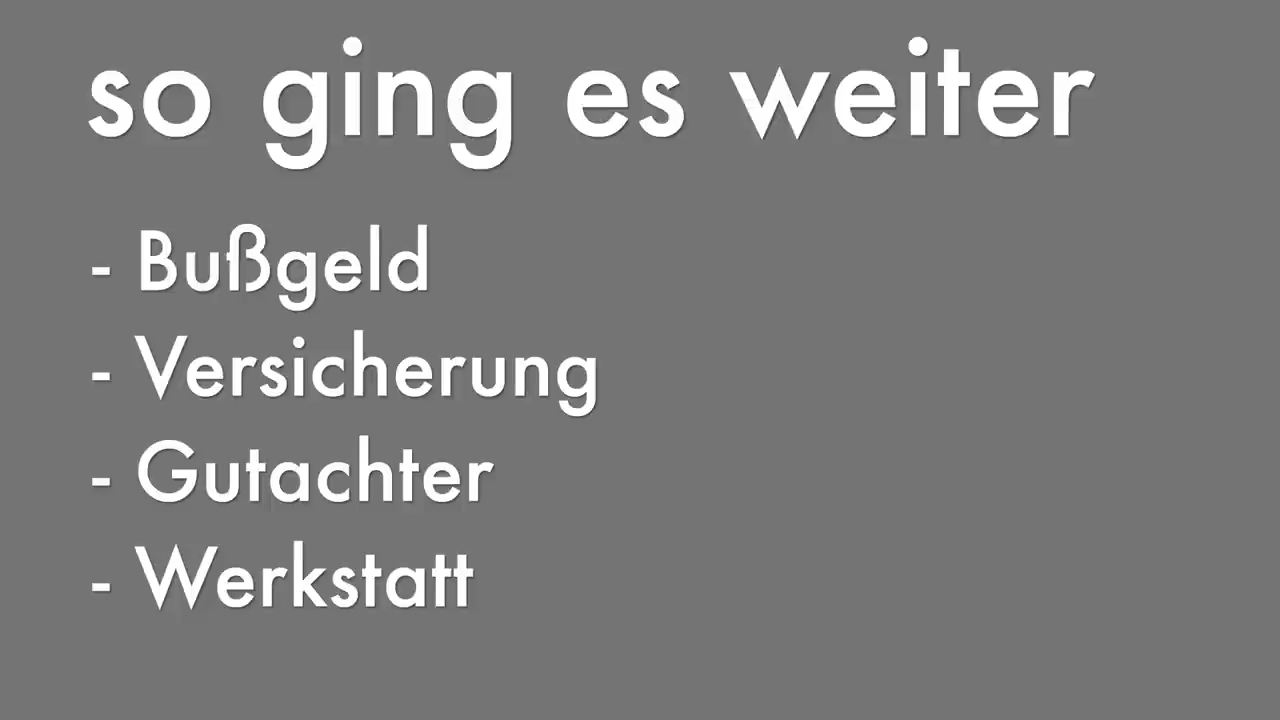 so ging es weiter
- Bußgeld
- Versicherung
- Gutachter
- Werkstatt